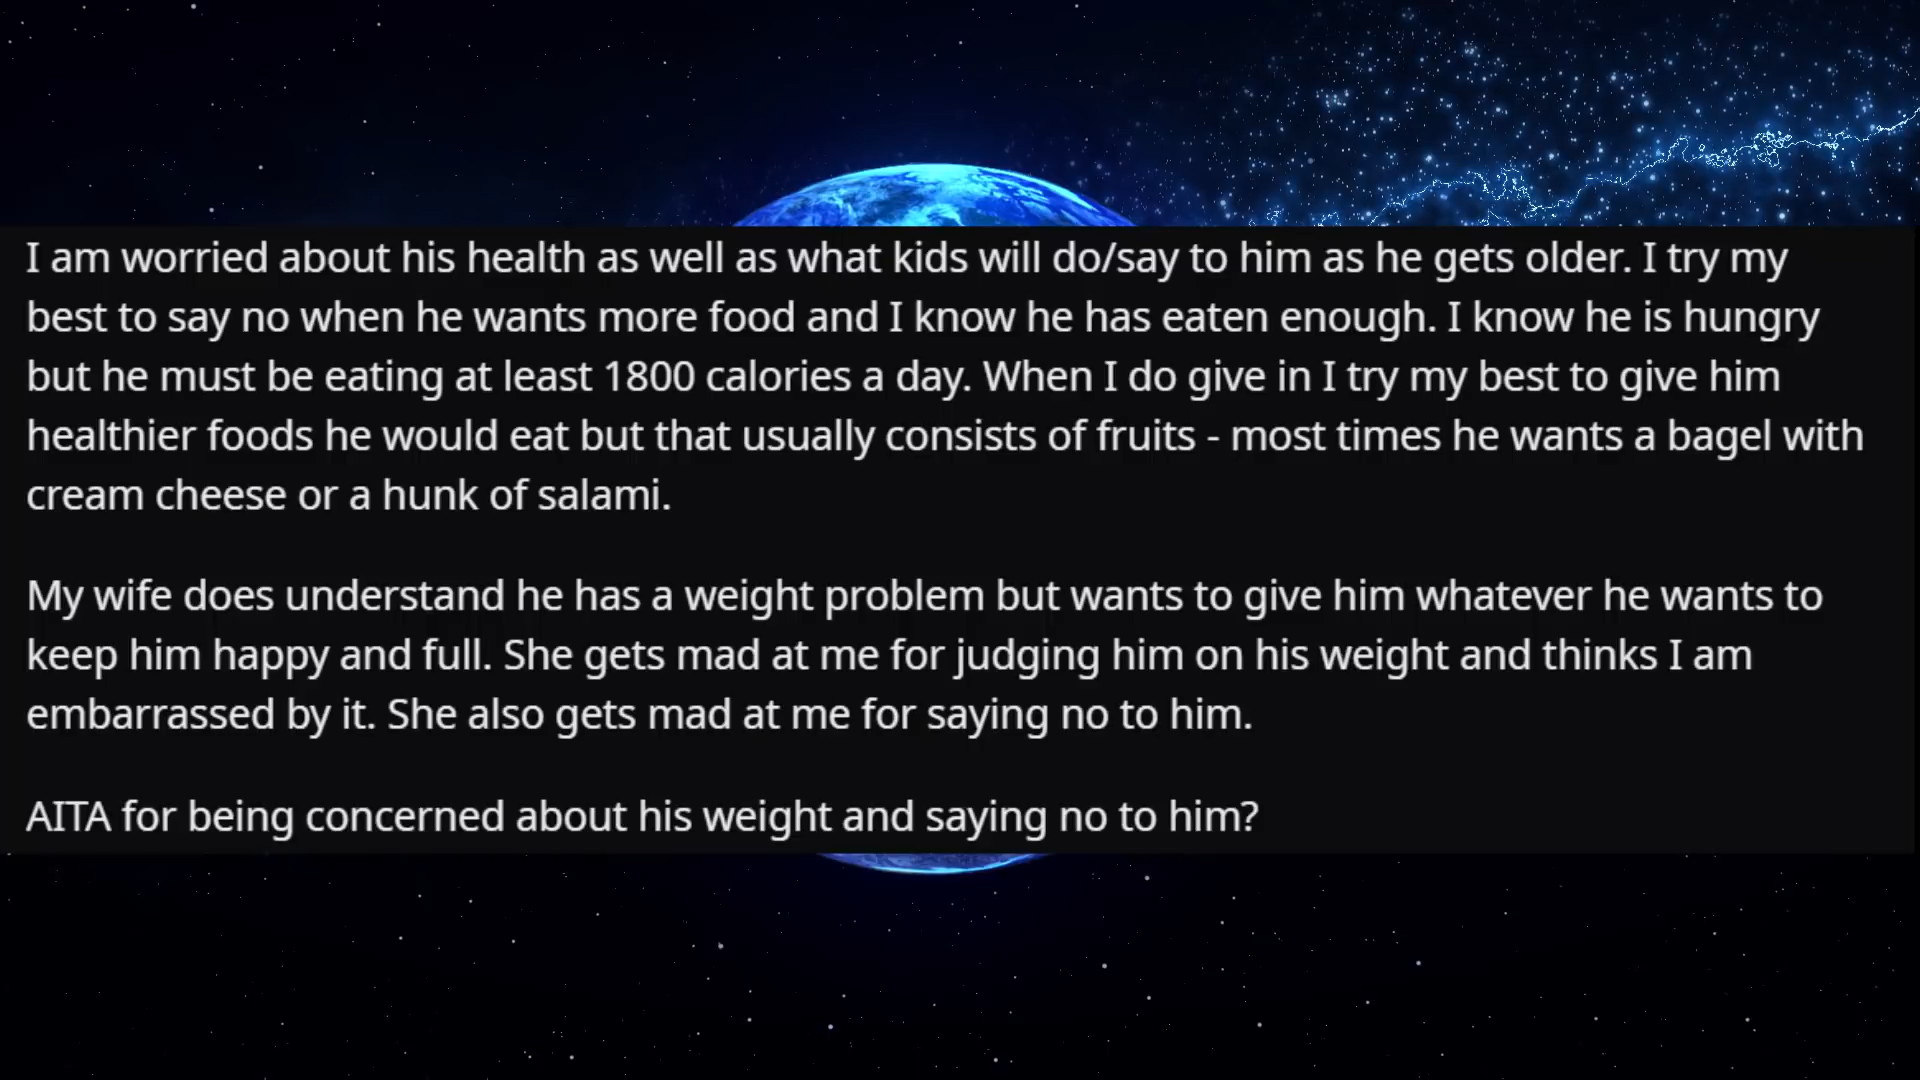 I am worried about his health as well as what kids will do/say to him as he gets older. I try my
best to say no when he wants more food and I know he has eaten enough. I know he is hungry
but he must be eating at least 1800 calories a day. When I do give in I try my best to give him
healthier foods he would eat but that usually consists of fruits - most times he wants a bagel with
cream cheese or a hunk of salami.
My wife does understand he has a weight problem but wants to give him whatever he wants to
keep him happy and full. She gets mad at me for judging him on his weight and thinks I am
embarrassed by it. She also gets mad at me for saying no to him.
AITA for being concerned about his weight and saying no to him?